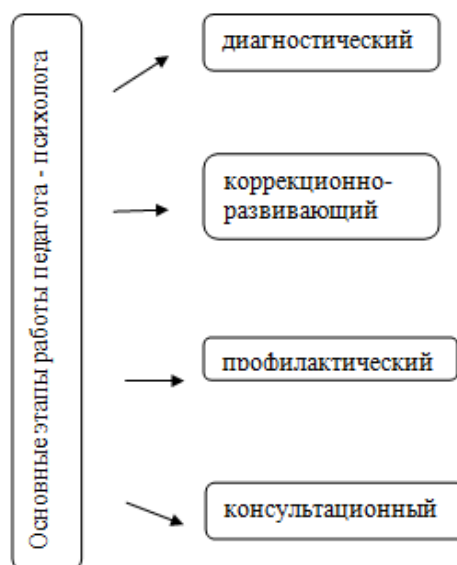 Основные этапы работы педагога - психолога
диагностический
коррекционно-
развивающий
профилактический
консультационный